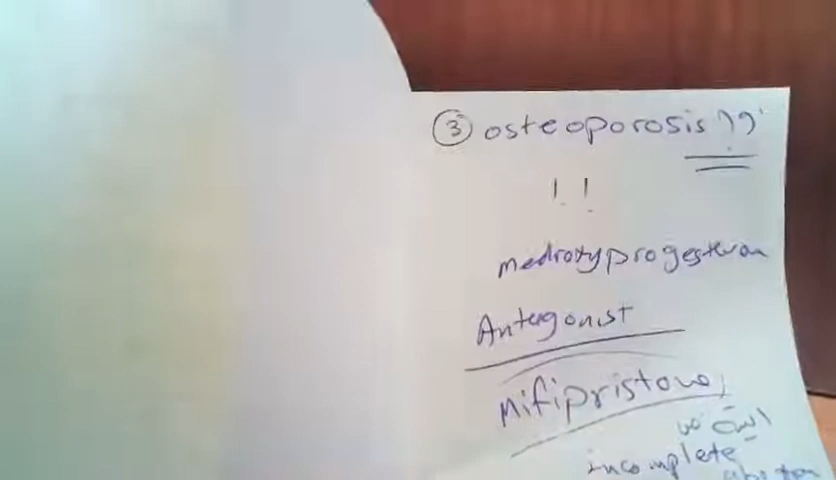 ③ osteoporosis
! !
medroxyprogesteron
Antagonist
Mifipristone
incomplete